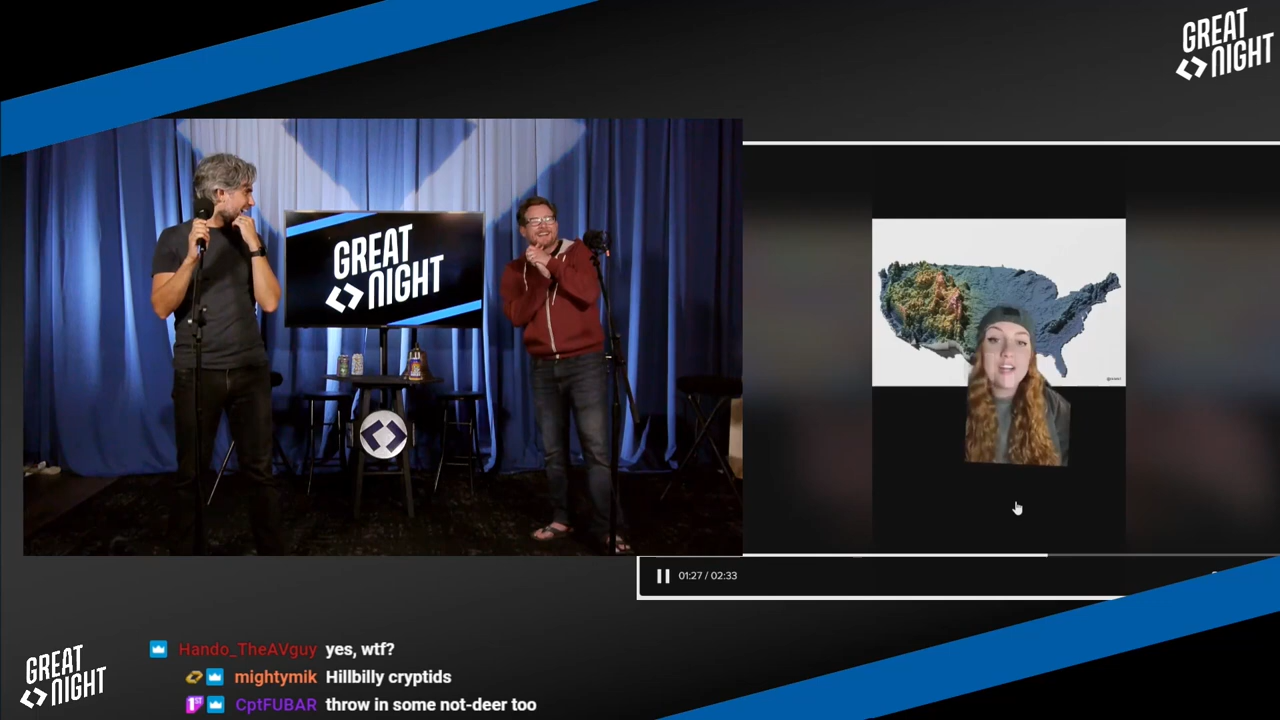 GREAT
NIGHT
GREAT
NIGHT
01:27 / 02:33
GREAT
NIGHT
Hando_TheAVguy yes, wtf?
mightymik Hillbilly cryptids
1ST CptFUBAR throw in some not-deer too